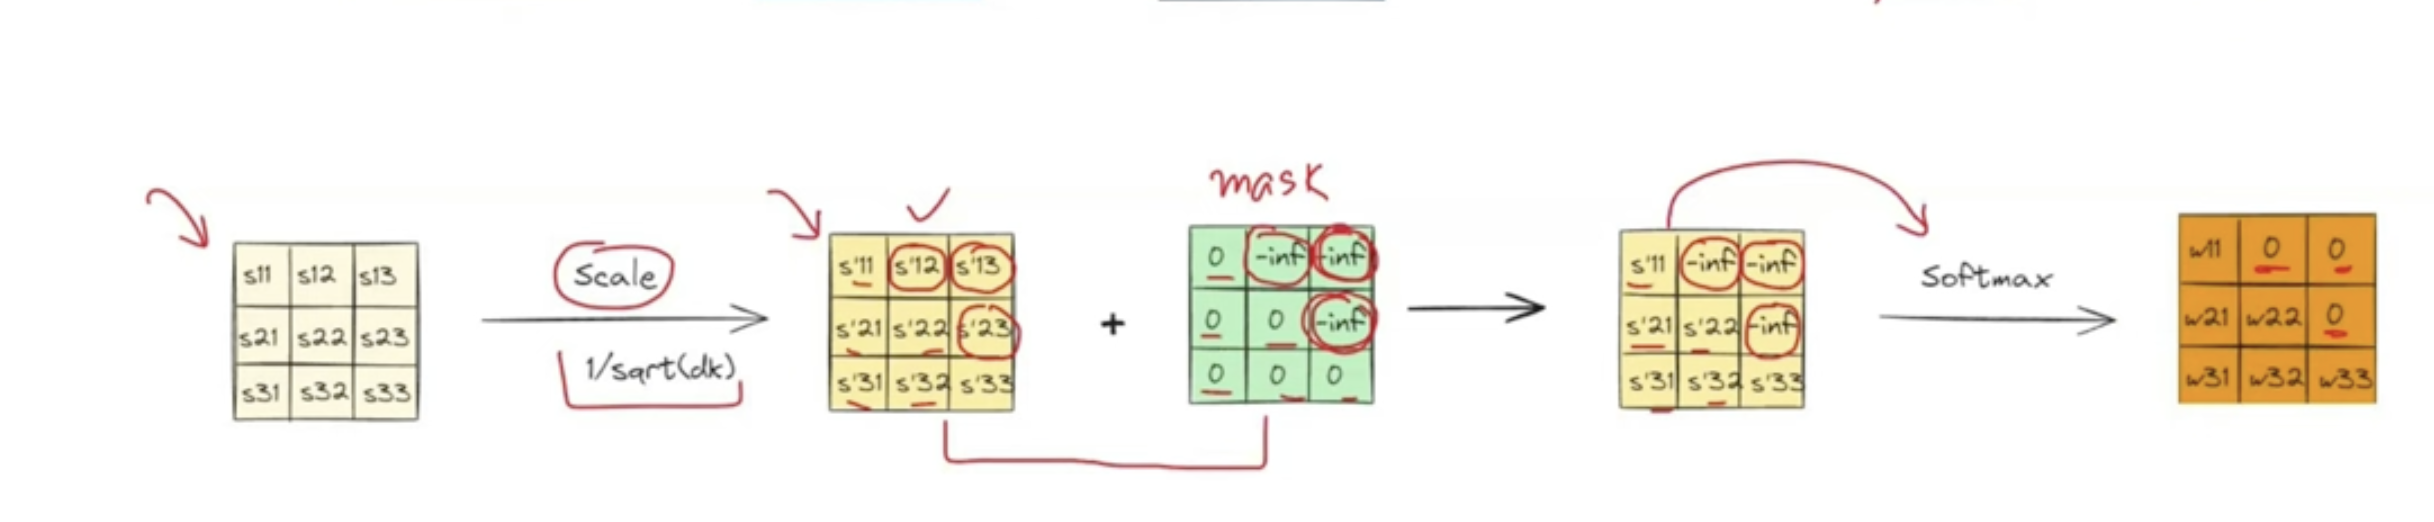 mask
s11 s12 s13
s21 s22 s23
s31 s32 s33
Scale
1/sqrt(dk)
s'11 s'12 s'13
s'21 s'22 s'23
s'31 s'32 s'33
+
0 -inf -inf
0 0 -inf
0 0 0
s'11 -inf -inf
s'21 s'22 -inf
s'31 s'32 s'33
Softmax
w11 0 0
w21 w22 0
w31 w32 w33